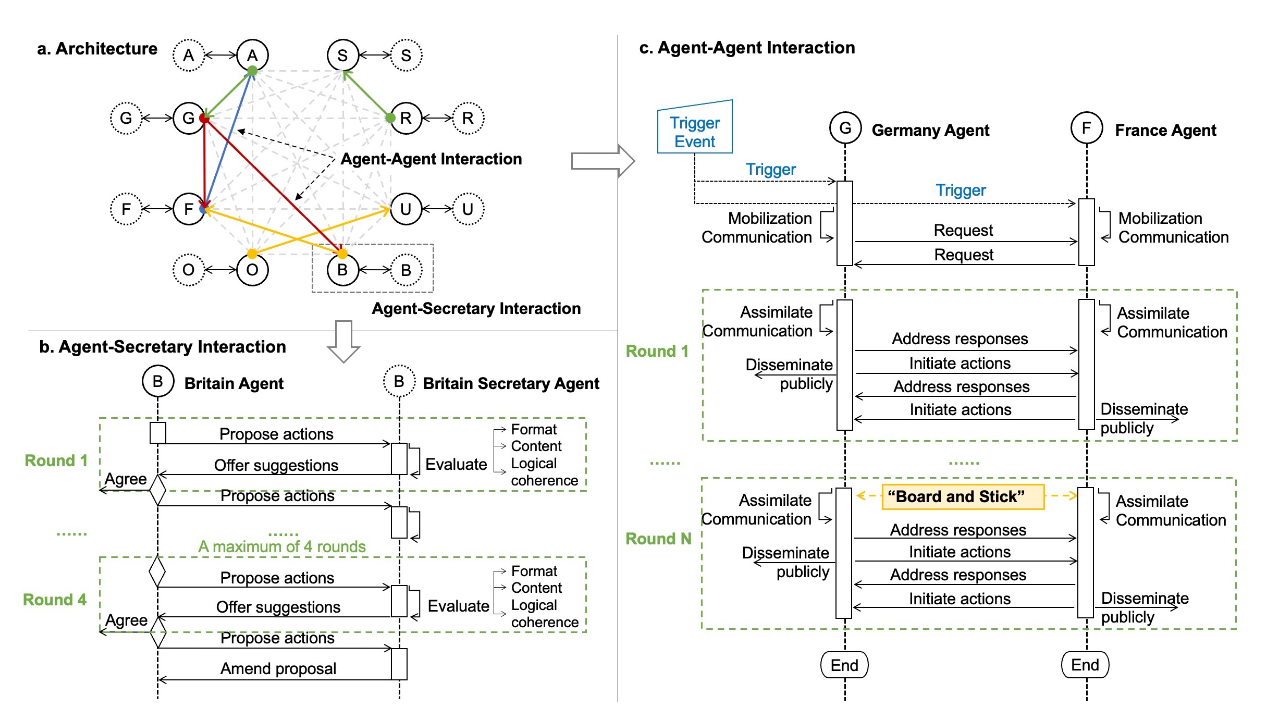 a. Architecture
A A S S
G G R R
Agent-Agent Interaction
F F U U
O O B B
Agent-Secretary Interaction
b. Agent-Secretary Interaction
B Britain Agent B Britain Secretary Agent
Round 1
Propose actions
Offer suggestions
Evaluate
Format
Content
Logical
coherence
Agree
Propose actions
......
......
A maximum of 4 rounds
Round 4
Propose actions
Offer suggestions
Evaluate
Format
Content
Logical
coherence
Agree
Propose actions
Amend proposal
c. Agent-Agent Interaction
Trigger
Event
G Germany Agent F France Agent
Trigger
Trigger
Mobilization
Communication
Mobilization
Communication
Request
Request
Round 1
Assimilate
Communication
Assimilate
Communication
Address responses
Initiate actions
Disseminate
publicly
Address responses
Initiate actions
Disseminate
publicly
......
......
Round N
"Board and Stick"
Assimilate
Communication
Assimilate
Communication
Address responses
Initiate actions
Disseminate
publicly
Address responses
Initiate actions
Disseminate
publicly
End End